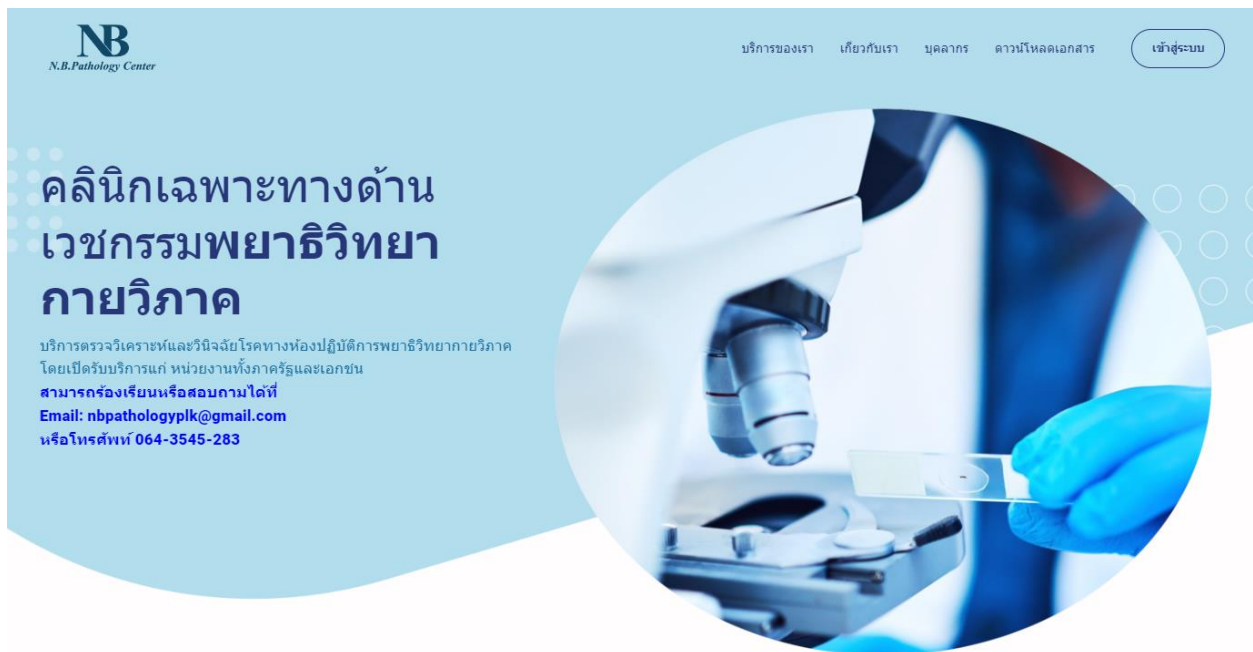 NB
N.B.Pathology Center
บริการของเรา เกี่ยวกับเรา บุคลากร ดาวน์โหลดเอกสาร เข้าสู่ระบบ
คลินิกเฉพาะทางด้าน
เวชกรรมพยาธิวิทยา
กายวิภาค
บริการตรวจวิเคราะห์และวินิจฉัยโรคทางห้องปฏิบัติการพยาธิวิทยากายวิภาค
โดยเปิดรับบริการแก่ หน่วยงานทั้งภาครัฐและเอกชน
สามารถร้องเรียนหรือสอบถามได้ที่
Email: nbpathologyplk@gmail.com
หรือโทรศัพท์ 064-3545-283